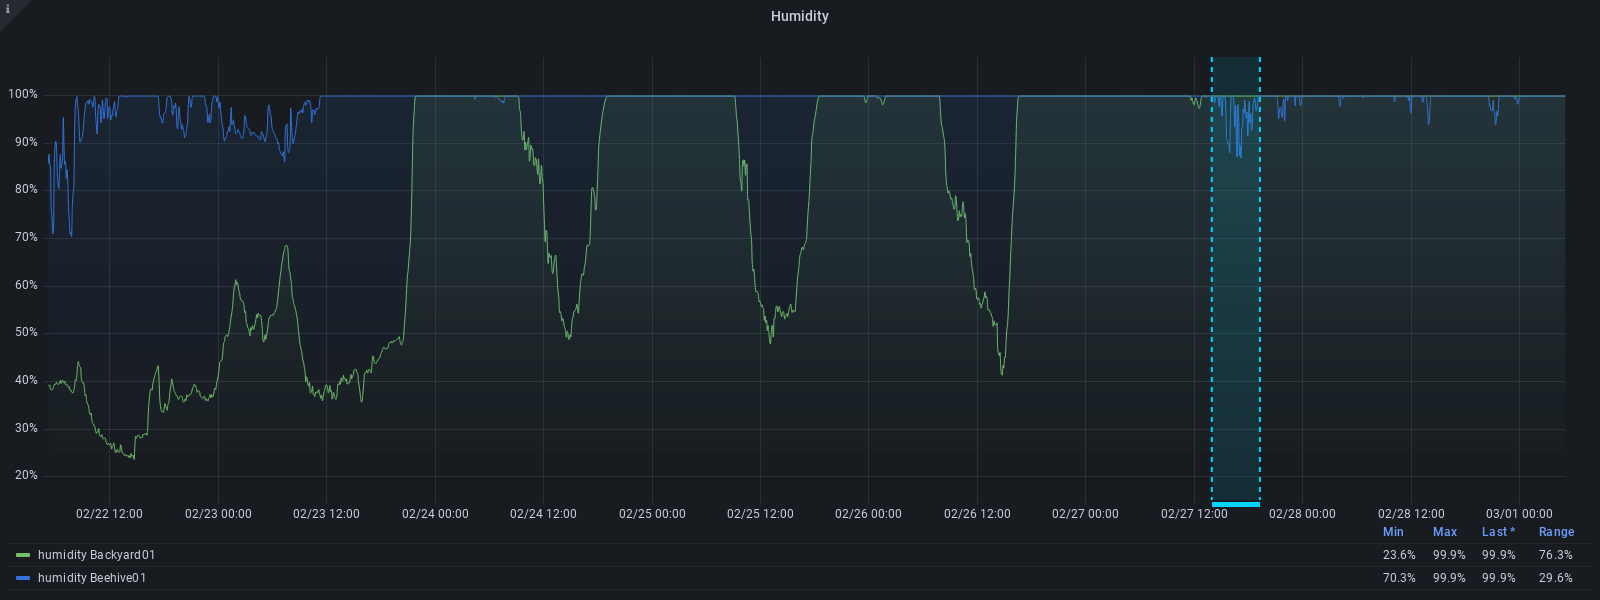 i
Humidity
100%
90%
80%
70%
60%
50%
40%
30%
20%
02/22 12:00 02/23 00:00 02/23 12:00 02/24 00:00 02/24 12:00 02/25 00:00 02/25 12:00 02/26 00:00 02/26 12:00 02/27 00:00 02/27 12:00 02/28 00:00 02/28 12:00 03/01 00:00
Min Max Last * Range
humidity Backyard01 23.6% 99.9% 99.9% 76.3%
humidity Beehive01 70.3% 99.9% 99.9% 29.6%